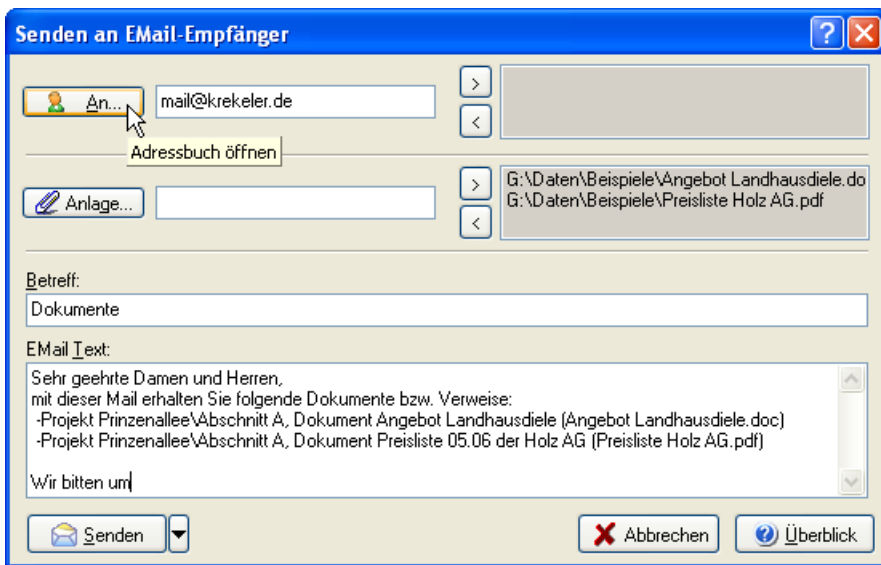 Senden an EMail-Empfänger
An...
mail@krekeler.de
>
<
Adressbuch öffnen
Anlage...
>
<
G:\Daten\Beispiele\Angebot Landhausdiele.do
G:\Daten\Beispiele\Preisliste Holz AG.pdf
Betreff:
Dokumente
EMail Text:
Sehr geehrte Damen und Herren,
mit dieser Mail erhalten Sie folgende Dokumente bzw. Verweise:
-Projekt Prinzenallee\Abschnitt A, Dokument Angebot Landhausdiele (Angebot Landhausdiele.doc)
-Projekt Prinzenallee\Abschnitt A, Dokument Preisliste 05.06 der Holz AG (Preisliste Holz AG.pdf)
Wir bitten um
Senden
Abbrechen
Überblick